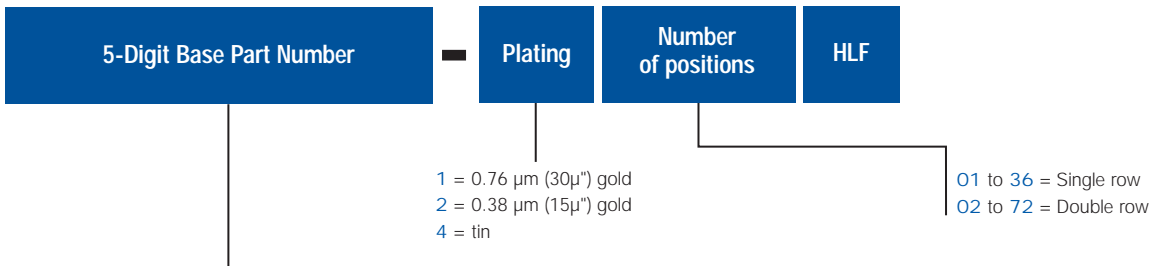 5-Digit Base Part Number - Plating Number of positions HLF
1 = 0.76 µm (30µ") gold
2 = 0.38 µm (15µ") gold
4 = tin
01 to 36 = Single row
02 to 72 = Double row